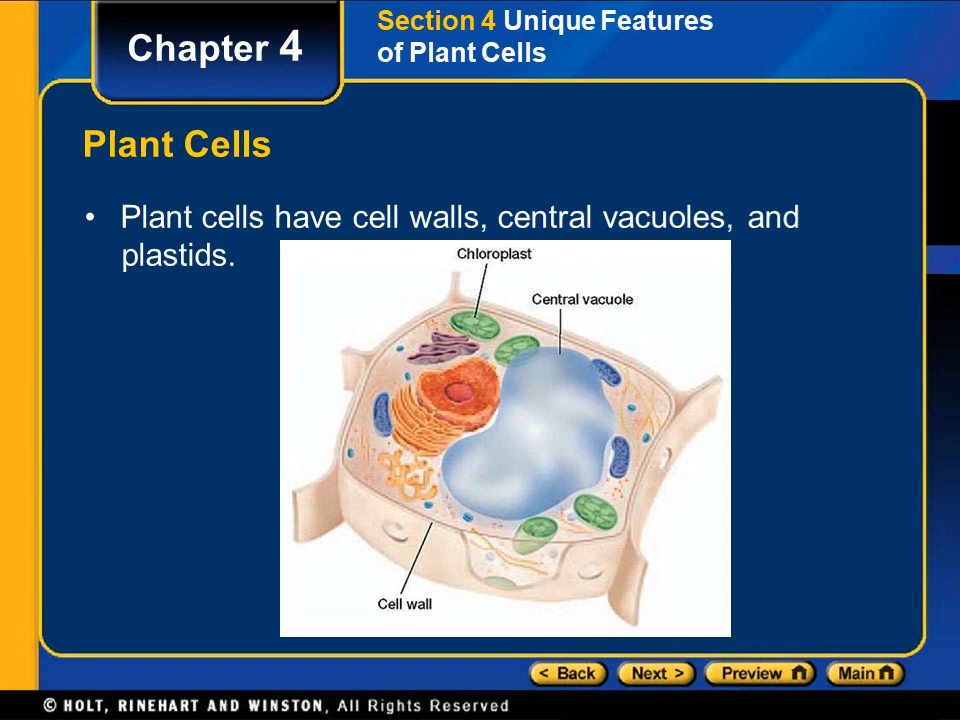 Chapter 4
Section 4 Unique Features
of Plant Cells
Plant Cells
• Plant cells have cell walls, central vacuoles, and
plastids.
Chloroplast
Central vacuole
Cell wall
< Back
Next >
Preview
Main
© HOLT, RINEHART AND WINSTON, All Rights Reserved